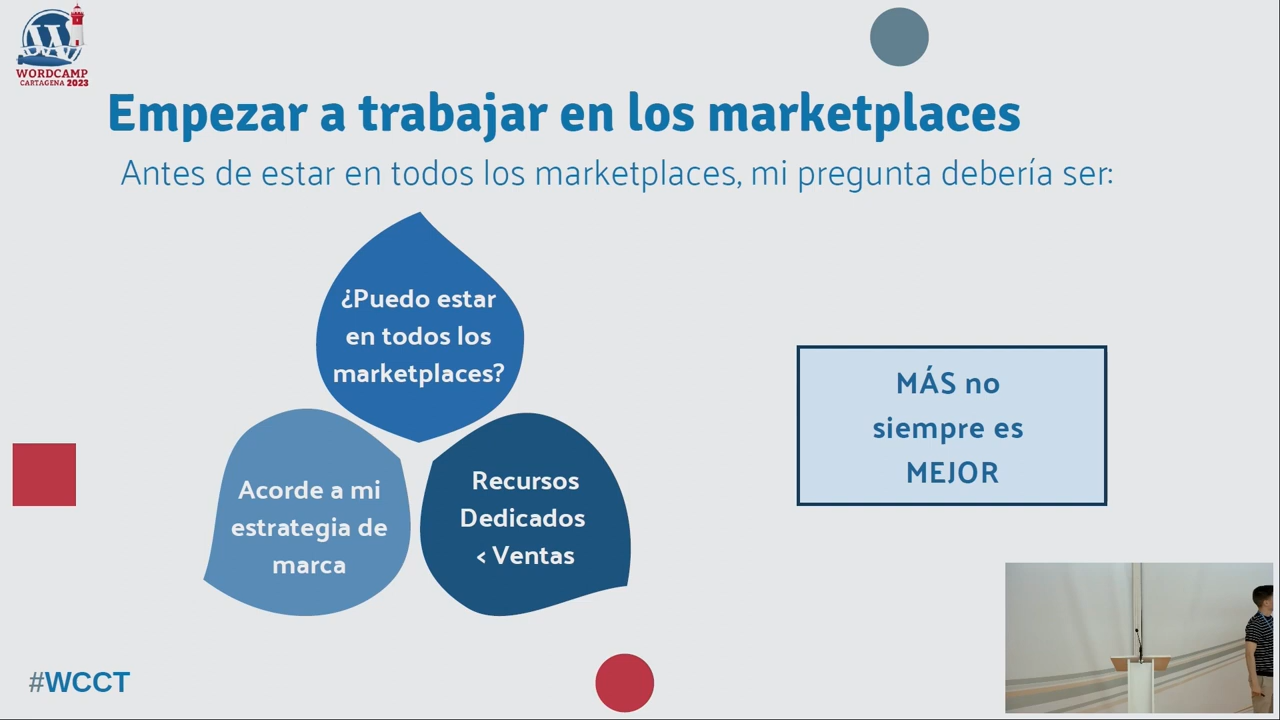 WORDCAMP
CARTAGENA 2023
Empezar a trabajar en los marketplaces
Antes de estar en todos los marketplaces, mi pregunta debería ser:
¿Puedo estar
en todos los
marketplaces?
Acorde a mi
estrategia de
marca
Recursos
Dedicados
< Ventas
MÁS no
siempre es
MEJOR
#WCCT